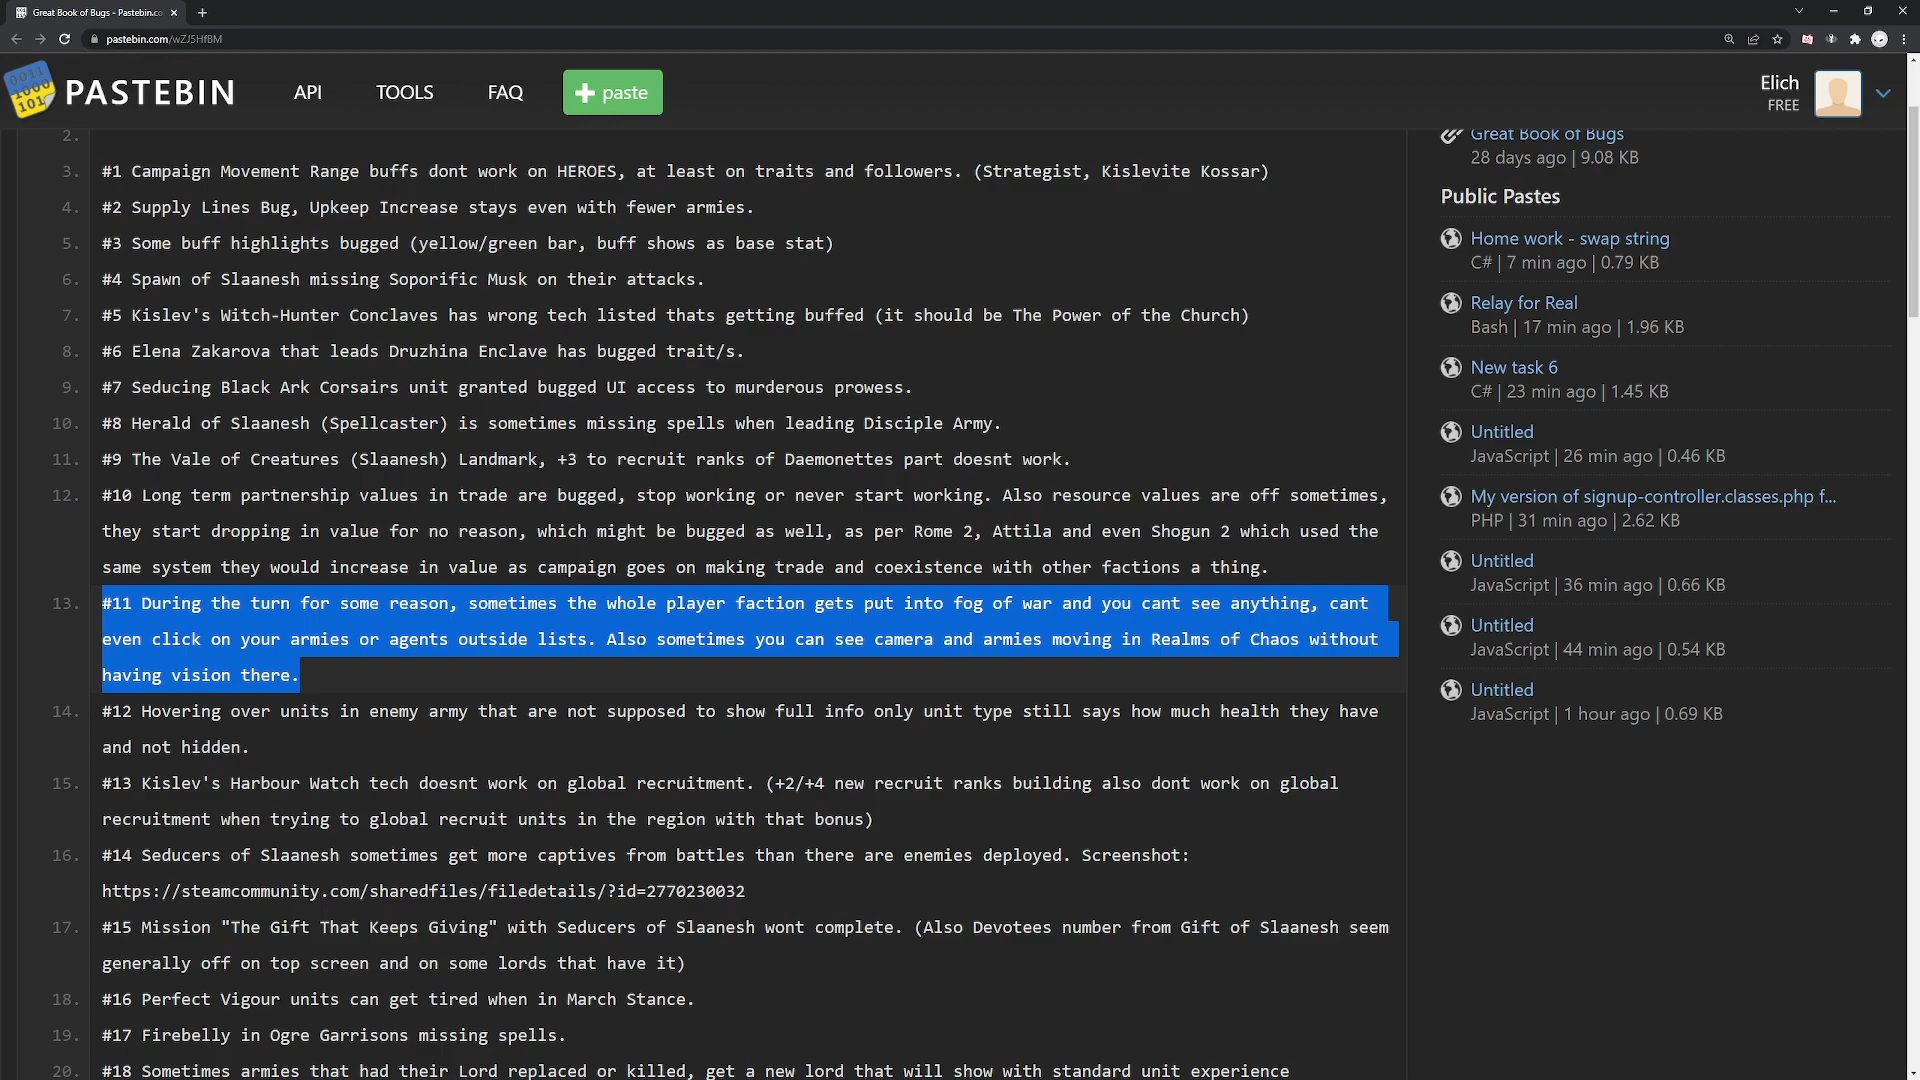 Great Book of Bugs - Pastebin.co
pastebin.com/wZJ5HfBM
0011
1000
101
PASTEBIN
API
TOOLS
FAQ
paste
Elich
FREE
2.
3. #1 Campaign Movement Range buffs dont work on HEROES, at least on traits and followers. (Strategist, Kislevite Kossar)
4. #2 Supply Lines Bug, Upkeep Increase stays even with fewer armies.
5. #3 Some buff highlights bugged (yellow/green bar, buff shows as base stat)
6. #4 Spawn of Slaanesh missing Soporific Musk on their attacks.
7. #5 Kislev's Witch-Hunter Conclaves has wrong tech listed thats getting buffed (it should be The Power of the Church)
8. #6 Elena Zakarova that leads Druzhina Enclave has bugged trait/s.
9. #7 Seducing Black Ark Corsairs unit granted bugged UI access to murderous prowess.
10. #8 Herald of Slaanesh (Spellcaster) is sometimes missing spells when leading Disciple Army.
11. #9 The Vale of Creatures (Slaanesh) Landmark, +3 to recruit ranks of Daemonettes part doesnt work.
12. #10 Long term partnership values in trade are bugged, stop working or never start working. Also resource values are off sometimes,
they start dropping in value for no reason, which might be bugged as well, as per Rome 2, Attila and even Shogun 2 which used the
same system they would increase in value as campaign goes on making trade and coexistence with other factions a thing.
13. #11 During the turn for some reason, sometimes the whole player faction gets put into fog of war and you cant see anything, cant
even click on your armies or agents outside lists. Also sometimes you can see camera and armies moving in Realms of Chaos without
having vision there.
14. #12 Hovering over units in enemy army that are not supposed to show full info only unit type still says how much health they have
and not hidden.
15. #13 Kislev's Harbour Watch tech doesnt work on global recruitment. (+2/+4 new recruit ranks building also dont work on global
recruitment when trying to global recruit units in the region with that bonus)
16. #14 Seducers of Slaanesh sometimes get more captives from battles than there are enemies deployed. Screenshot:
https://steamcommunity.com/sharedfiles/filedetails/?id=2770230032
17. #15 Mission "The Gift That Keeps Giving" with Seducers of Slaanesh wont complete. (Also Devotees number from Gift of Slaanesh seem
generally off on top screen and on some lords that have it)
18. #16 Perfect Vigour units can get tired when in March Stance.
19. #17 Firebelly in Ogre Garrisons missing spells.
20. #18 Sometimes armies that had their Lord replaced or killed, get a new lord that will show with standard unit experience
Great Book of Bugs
28 days ago | 9.08 KB
Public Pastes
Home work - swap string
C# | 7 min ago | 0.79 KB
Relay for Real
Bash | 17 min ago | 1.96 KB
New task 6
C# | 23 min ago | 1.45 KB
Untitled
JavaScript | 26 min ago | 0.46 KB
My version of signup-controller.classes.php f...
PHP | 31 min ago | 2.62 KB
Untitled
JavaScript | 36 min ago | 0.66 KB
Untitled
JavaScript | 44 min ago | 0.54 KB
Untitled
JavaScript | 1 hour ago | 0.69 KB